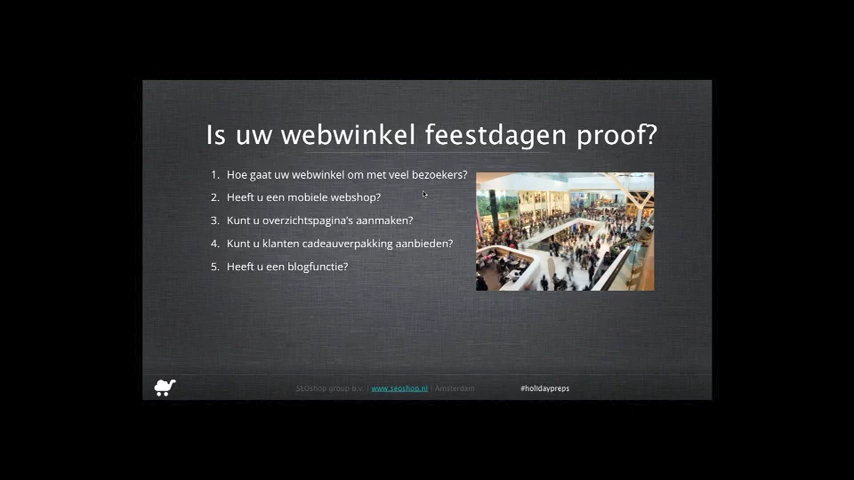 Is uw webwinkel feestdagen proof?
1. Hoe gaat uw webwinkel om met veel bezoekers?
2. Heeft u een mobiele webshop?
3. Kunt u overzichtspagina's aanmaken?
4. Kunt u klanten cadeauverpakking aanbieden?
5. Heeft u een blogfunctie?
SEOshop group b.v. | www.seoshop.nl | Amsterdam
#holidaypreps